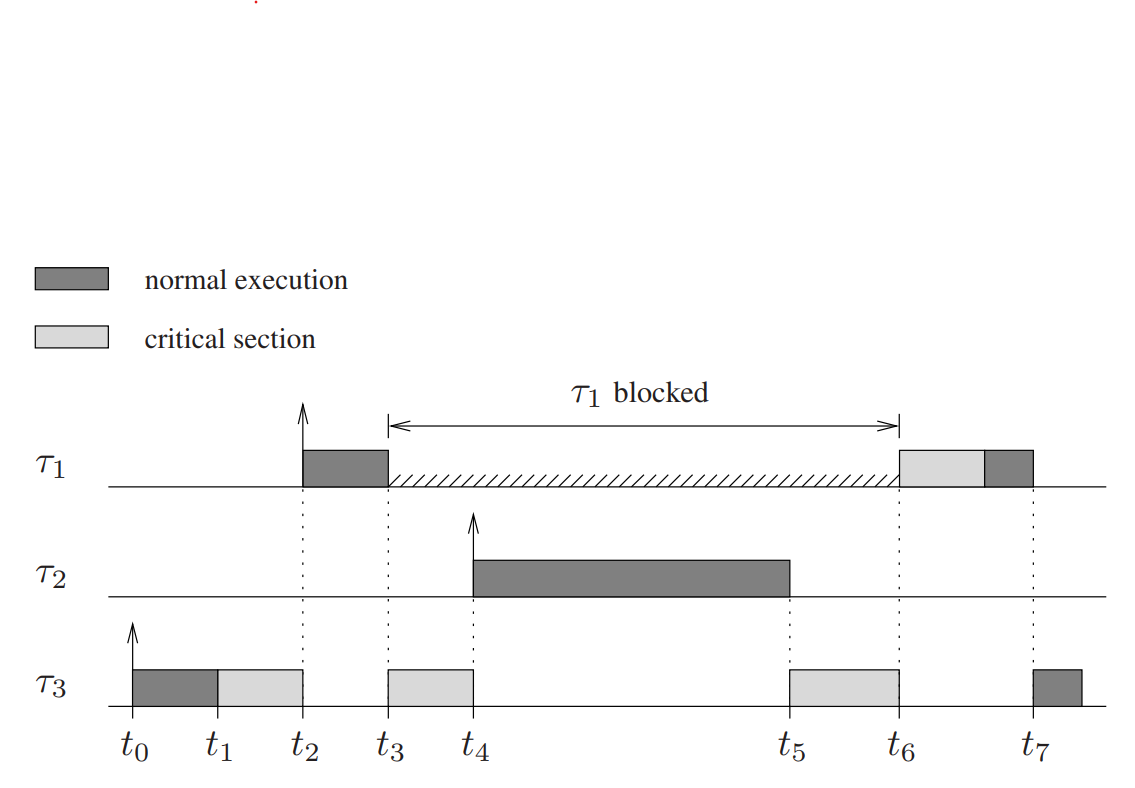 normal execution
critical section
τ₁ blocked
τ₁
τ₂
τ₃
t₀ t₁ t₂ t₃ t₄ t₅ t₆ t₇